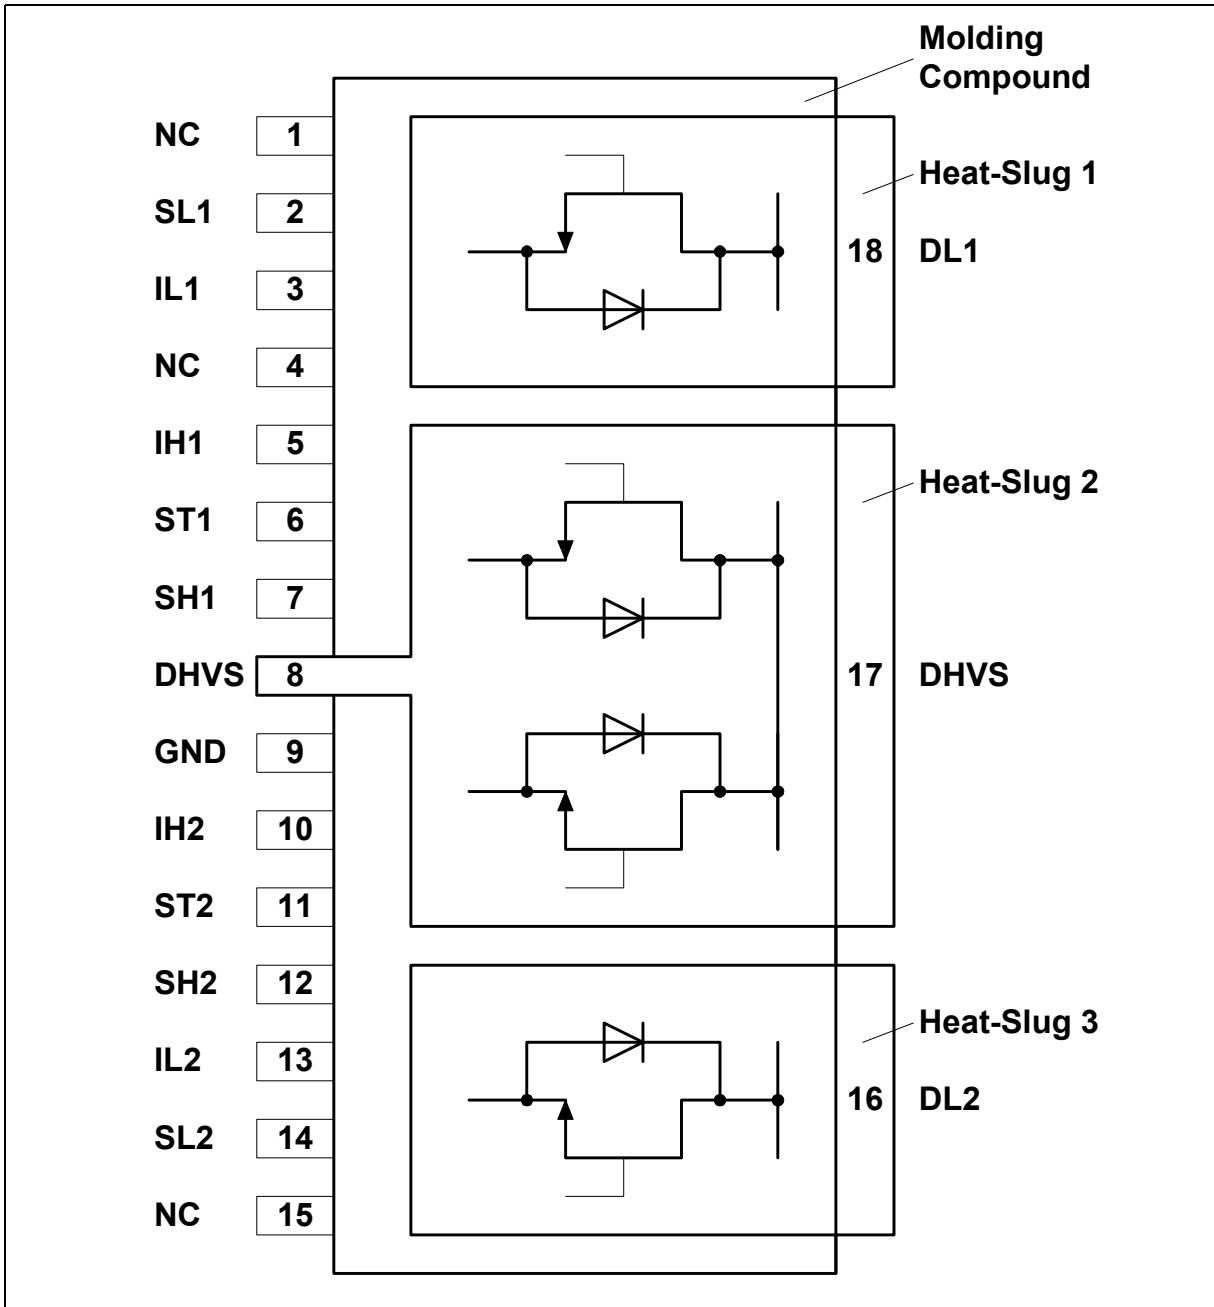 Molding
Compound
NC 1
SL1 2
IL1 3
NC 4
IH1 5
ST1 6
SH1 7
DHVS 8
GND 9
IH2 10
ST2 11
SH2 12
IL2 13
SL2 14
NC 15
Heat-Slug 1
18 DL1
Heat-Slug 2
17 DHVS
Heat-Slug 3
16 DL2